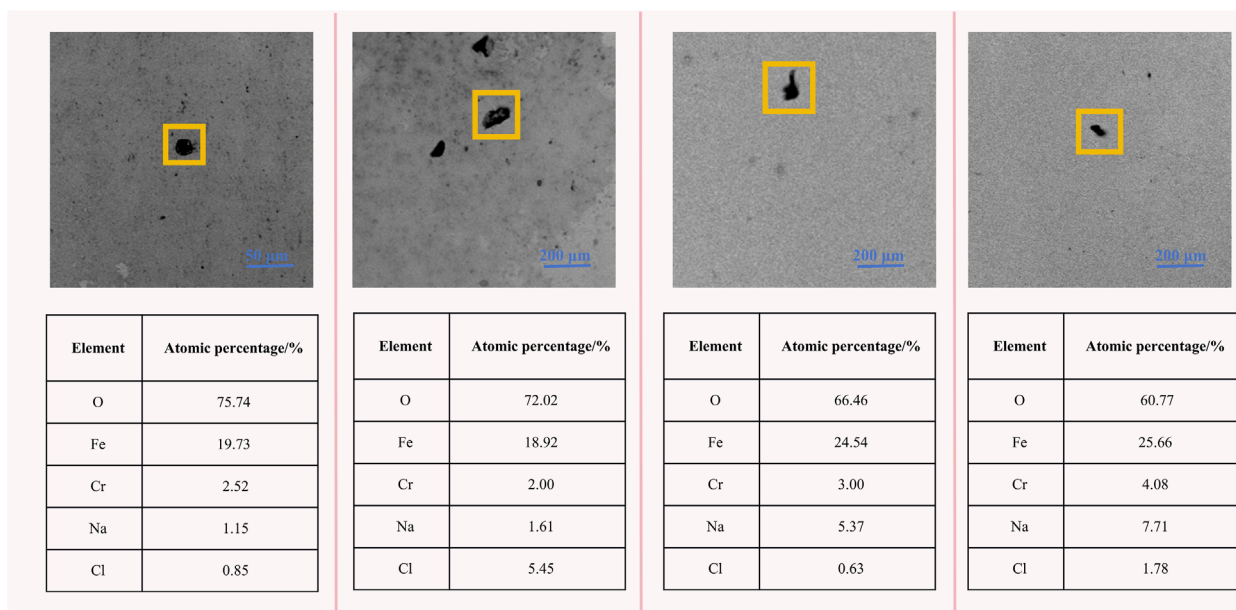 50 μm
200 μm
200 μm
200 μm
Element Atomic percentage/%
O 75.74
Fe 19.73
Cr 2.52
Na 1.15
Cl 0.85
Element Atomic percentage/%
O 72.02
Fe 18.92
Cr 2.00
Na 1.61
Cl 5.45
Element Atomic percentage/%
O 66.46
Fe 24.54
Cr 3.00
Na 5.37
Cl 0.63
Element Atomic percentage/%
O 60.77
Fe 25.66
Cr 4.08
Na 7.71
Cl 1.78